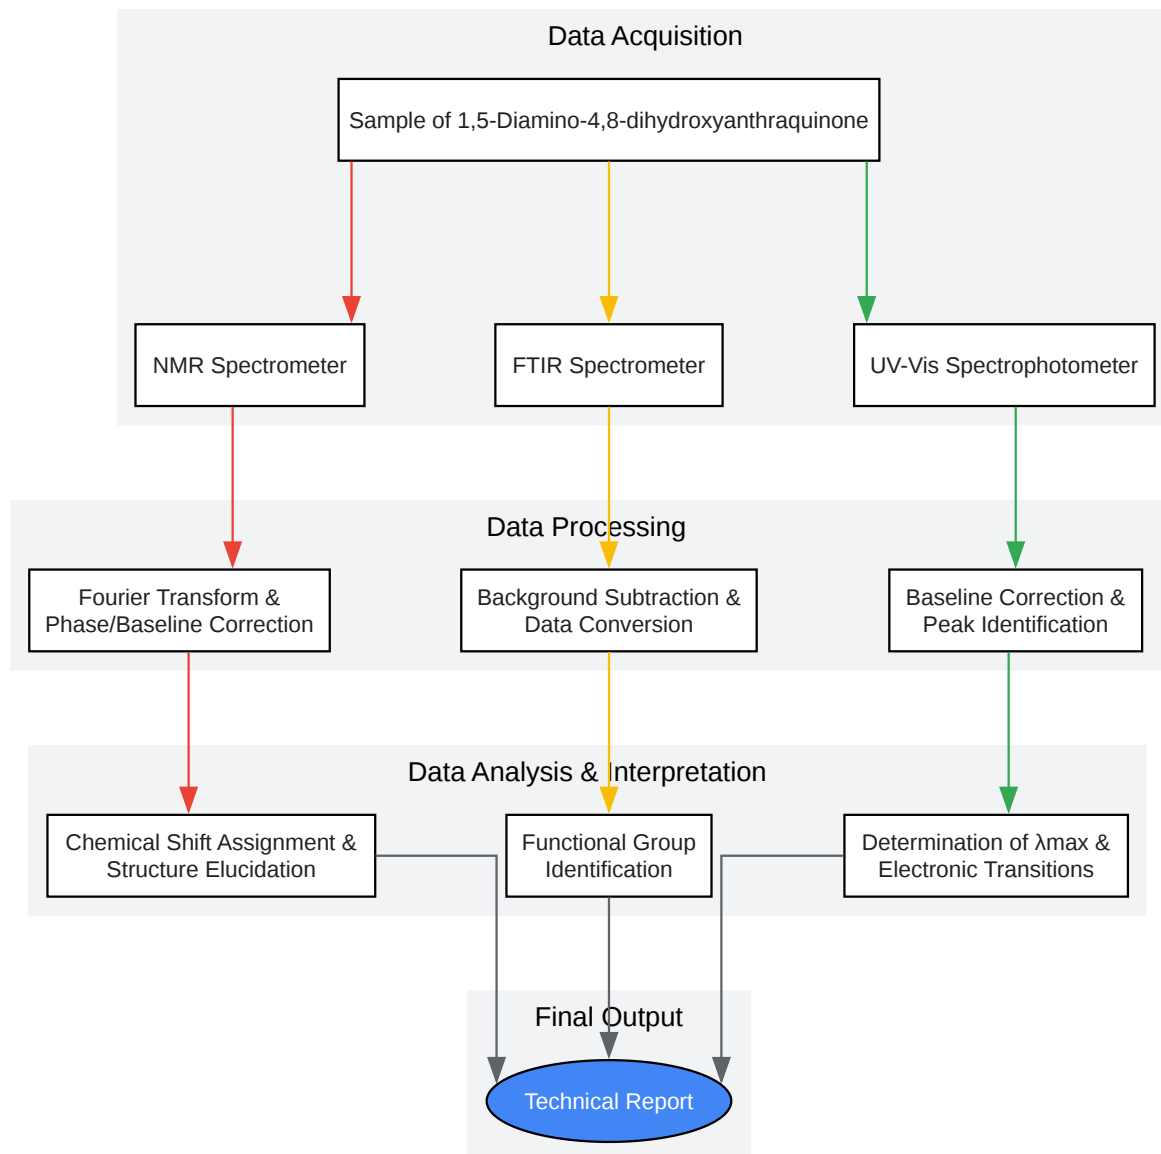 Data Acquisition
Sample of 1,5-Diamino-4,8-dihydroxyanthraquinone
NMR Spectrometer
FTIR Spectrometer
UV-Vis Spectrophotometer
Data Processing
Fourier Transform &
Phase/Baseline Correction
Background Subtraction &
Data Conversion
Baseline Correction &
Peak Identification
Data Analysis & Interpretation
Chemical Shift Assignment &
Structure Elucidation
Functional Group
Identification
Determination of λmax &
Electronic Transitions
Final Output
Technical Report